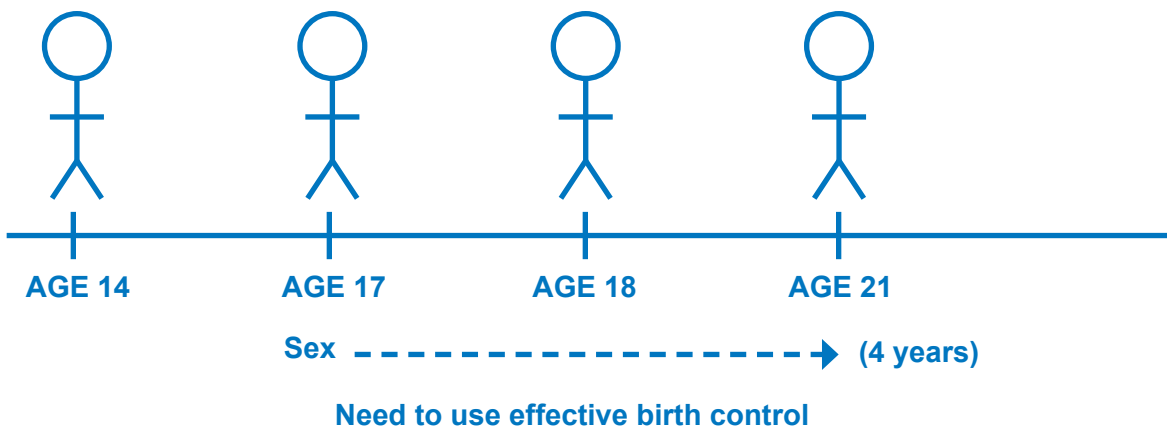 AGE 14 AGE 17 AGE 18 AGE 21
Sex (4 years)
Need to use effective birth control